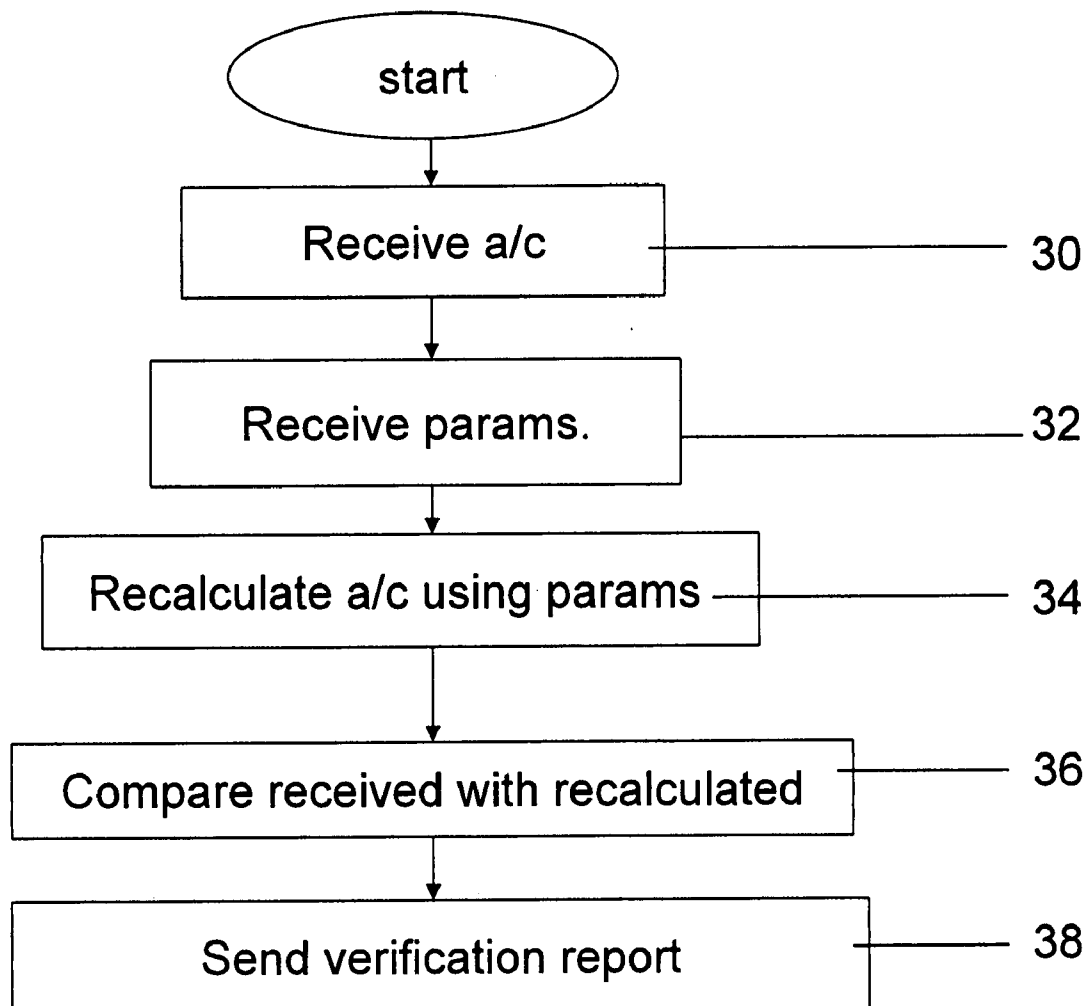 start
Receive a/c
30
Receive params.
32
Recalculate a/c using params
34
Compare received with recalculated
36
Send verification report
38